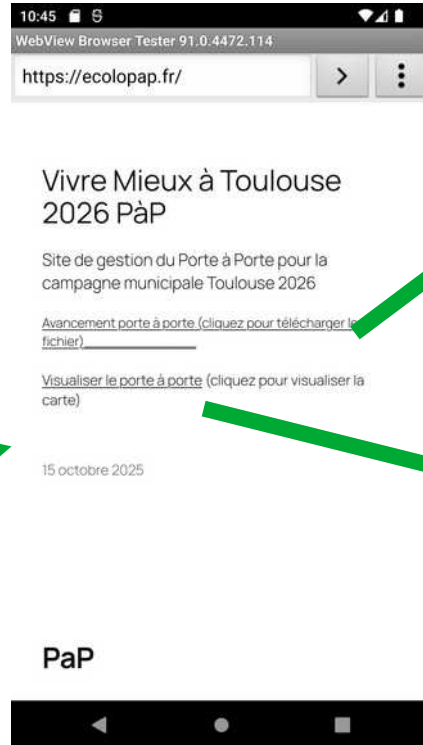 10:45
WebView Browser Tester 91.0.4472.114
https://ecolopap.fr/
Vivre Mieux à Toulouse
2026 PàP
Site de gestion du Porte à Porte pour la
campagne municipale Toulouse 2026
Avancement porte à porte (cliquez pour télécharger le
fichier)
Visualiser le porte à porte (cliquez pour visualiser la
carte)
15 octobre 2025
PaP